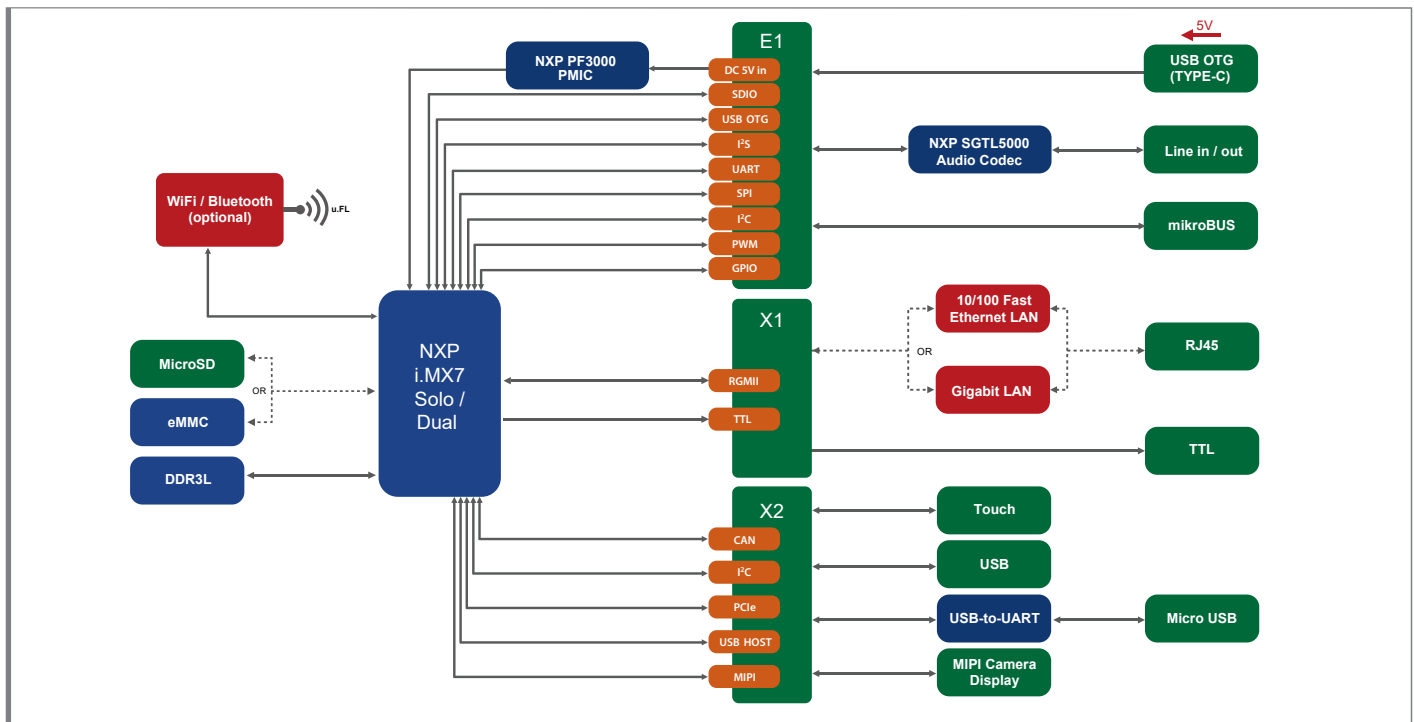 E1
5V
NXP PF3000
PMIC
DC 5V in
USB OTG
(TYPE-C)
SDIO
USB OTG
I²S
NXP SGTL5000
Audio Codec
Line in / out
UART
SPI
WiFi / Bluetooth
(optional)
u.FL
I²C
mikroBUS
PWM
GPIO
10/100 Fast
Ethernet LAN
X1
NXP
i.MX7
Solo /
Dual
MicroSD
OR
eMMC
DDR3L
OR
RJ45
RGMII
Gigabit LAN
TTL
TTL
X2
Touch
CAN
USB
I²C
PCIe
USB-to-UART
Micro USB
USB HOST
MIPI
MIPI Camera
Display